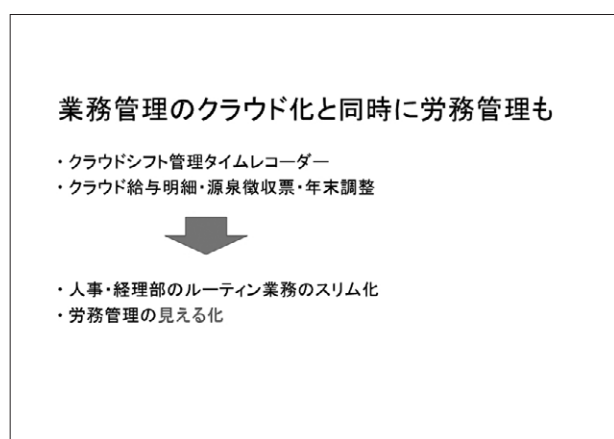 業務管理のクラウド化と同時に労務管理も
・クラウドシフト管理タイムレコーダー
・クラウド給与明細・源泉徴収票・年末調整
・人事・経理部のルーティン業務のスリム化
・労務管理の見える化